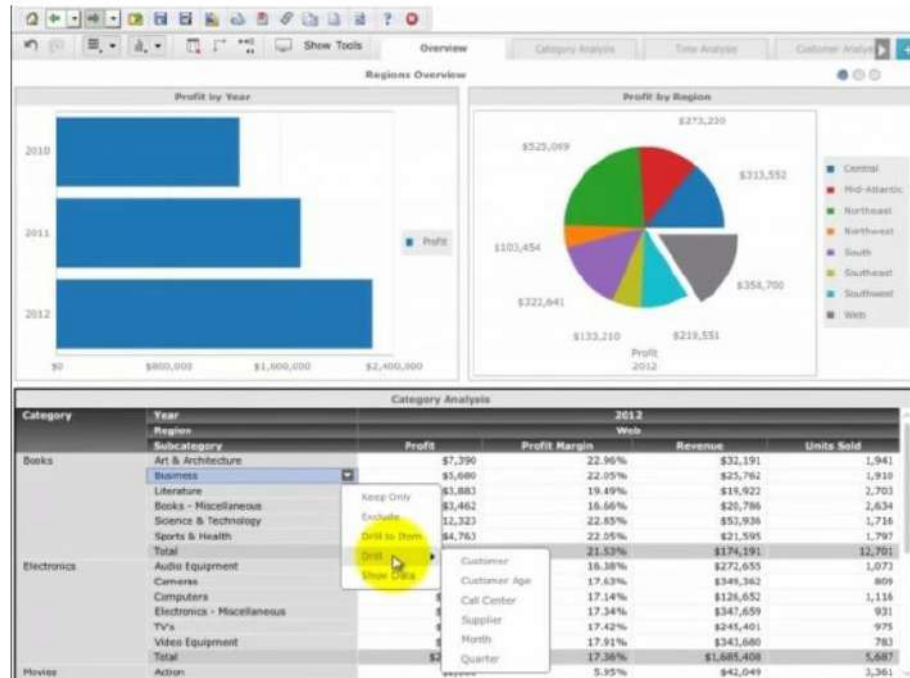 Show Tools Overview Category Analysis Time Analysis Customer
Regions Overview
Profit by Year
2010
2011
2012
$0 $800,000 $1,600,000 $2,400,000
Profit
Profit by Region
$273,230
$525,069
$313,552
$103,454
$358,700
$322,641
$133,210
$219,551
Profit
2012
Central
Mid-Atlantic
Northeast
Northwest
South
Southeast
Southwest
Web
Category Analysis
Category Year 2012
Region Web
Subcategory Profit Profit Margin Revenue Units Sold
Books Art & Architecture $7,390 22.96% $32,191 1,941
Business $5,680 22.05% $25,762 1,910
Literature $3,883 19.49% $19,922 2,703
Books - Miscellaneous $3,462 16.66% $20,786 2,634
Science & Technology 12,323 22.85% $53,936 1,716
Sports & Health $4,763 22.05% $21,595 1,797
Total 21.53% $174,191 12,701
Electronics Audio Equipment 16.38% $272,655 1,073
Cameras 17.63% $349,362 809
Computers 17.14% $126,652 1,116
Electronics - Miscellaneous 17.34% $347,659 931
TV's 17.42% $245,401 975
Video Equipment 17.91% $343,680 783
Total $2 17.36% $1,685,408 5,687
Movies Action 5.95% $42,049 3,361
Keep Only
Exclude
Drill to Item
Drill
Show Data
Customer
Customer Age
Call Center
Supplier
Month
Quarter